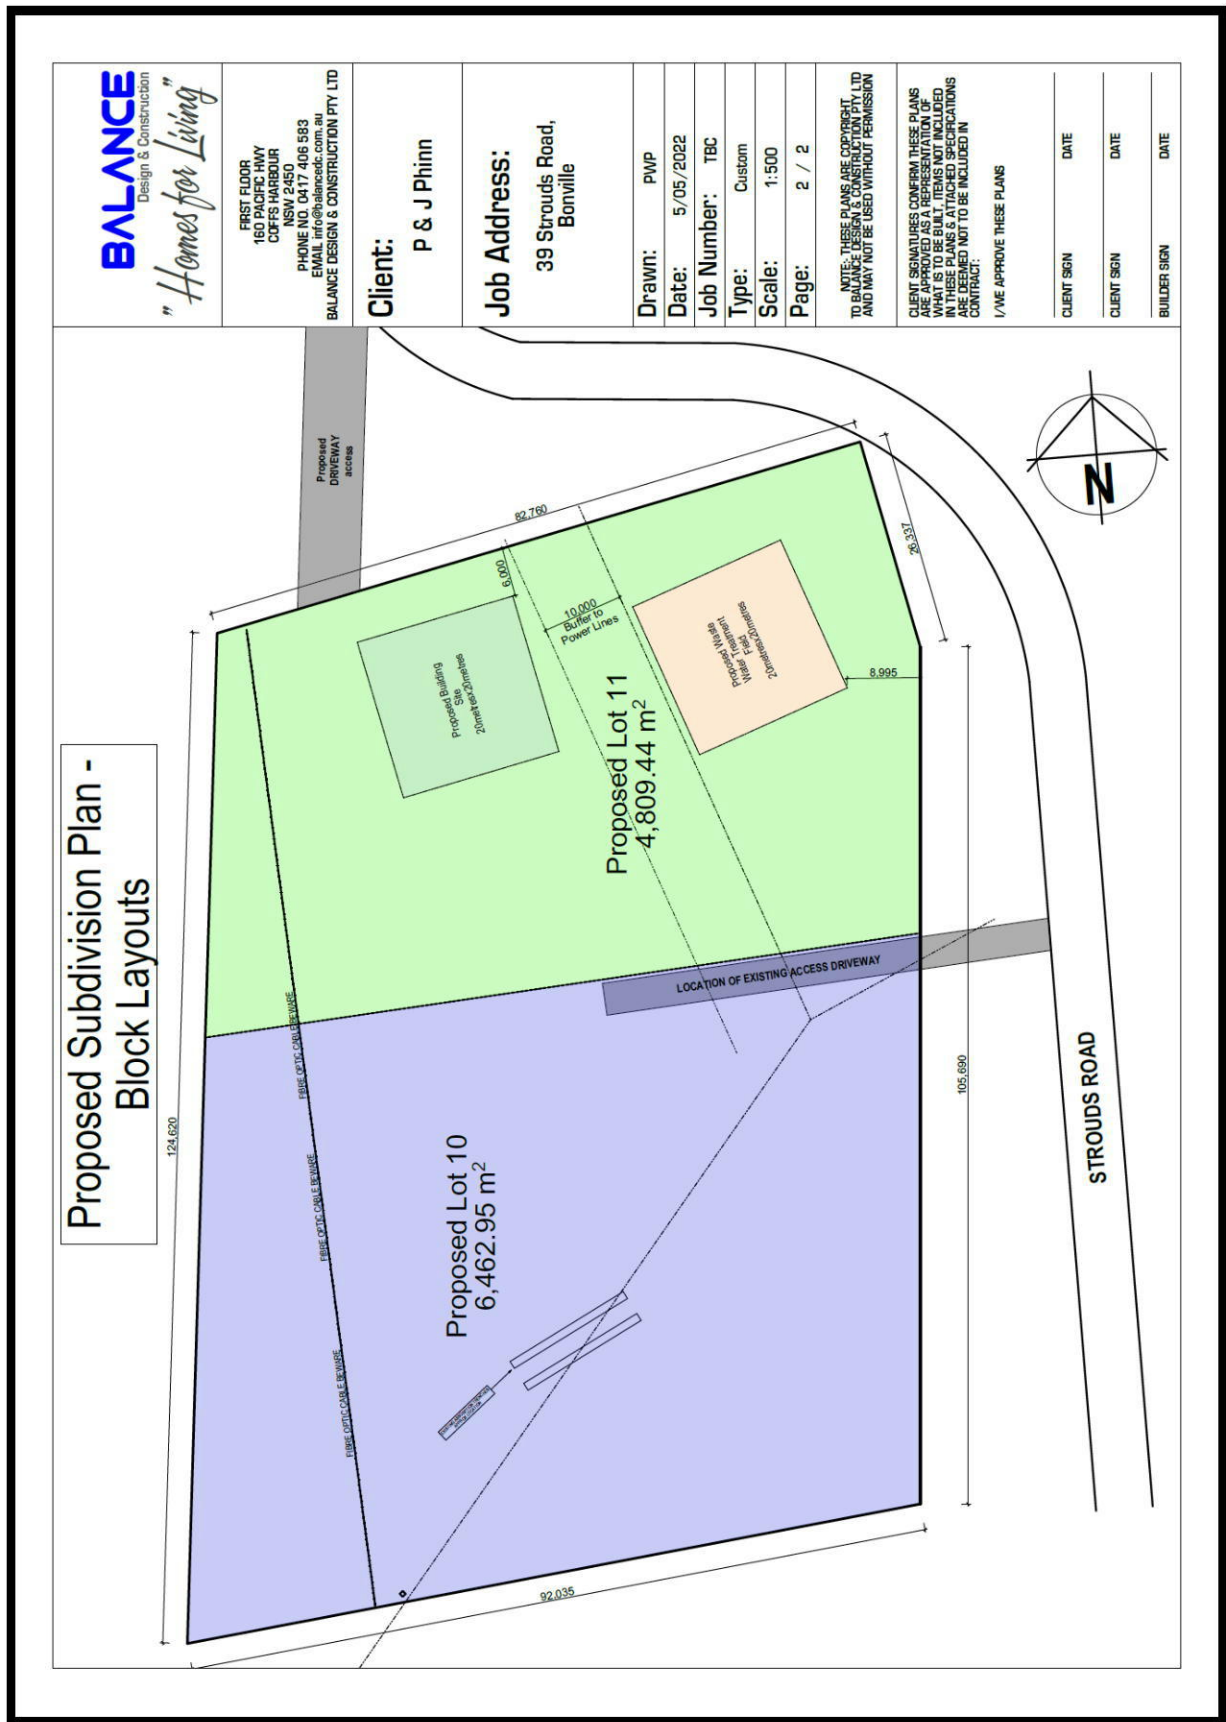 Proposed Subdivision Plan -
Block Layouts
124,620
FIBRE OPTIC CABLE BEWARE
FIBRE OPTIC CABLE BEWARE
FIBRE OPTIC CABLE BEWARE
Proposed
DRIVEWAY
access
82,760
6,000
Proposed Building
Site
20metresx20metres
10,000
Buffer to
Power Lines
Proposed Waste
Water Treatment
Field
20metresx20metres
26,337
8,995
Proposed Lot 11
4,809.44 m²
Proposed Lot 10
6,462.95 m²
LOCATION OF EXISTING ACCESS DRIVEWAY
92,035
105,690
STROUDS ROAD
N
BALANCE
Design & Construction
"Homes for Living"
FIRST FLOOR
160 PACIFIC HWY
COFFS HARBOUR
NSW 2450
PHONE NO. 0417 406 583
EMAIL info@balancedc.com.au
BALANCE DESIGN & CONSTRUCTION PTY LTD
Client:
P & J Phinn
Job Address:
39 Strouds Road,
Bonville
Drawn: PWP
Date: 5/05/2022
Job Number: TBC
Type: Custom
Scale: 1:500
Page: 2 / 2
NOTE: THESE PLANS ARE COPYRIGHT
TO BALANCE DESIGN & CONSTRUCTION PTY LTD
AND MAY NOT BE USED WITHOUT PERMISSION
CLIENT SIGNATURES CONFIRM THESE PLANS
ARE APPROVED AS A REPRESENTATION OF
WHAT IS TO BE BUILT, ITEMS NOT INCLUDED
IN THESE PLANS & ATTACHED SPECIFICATIONS
ARE DEEMED NOT TO BE INCLUDED IN
CONTRACT:
I/WE APPROVE THESE PLANS
CLIENT SIGN DATE
CLIENT SIGN DATE
BUILDER SIGN DATE